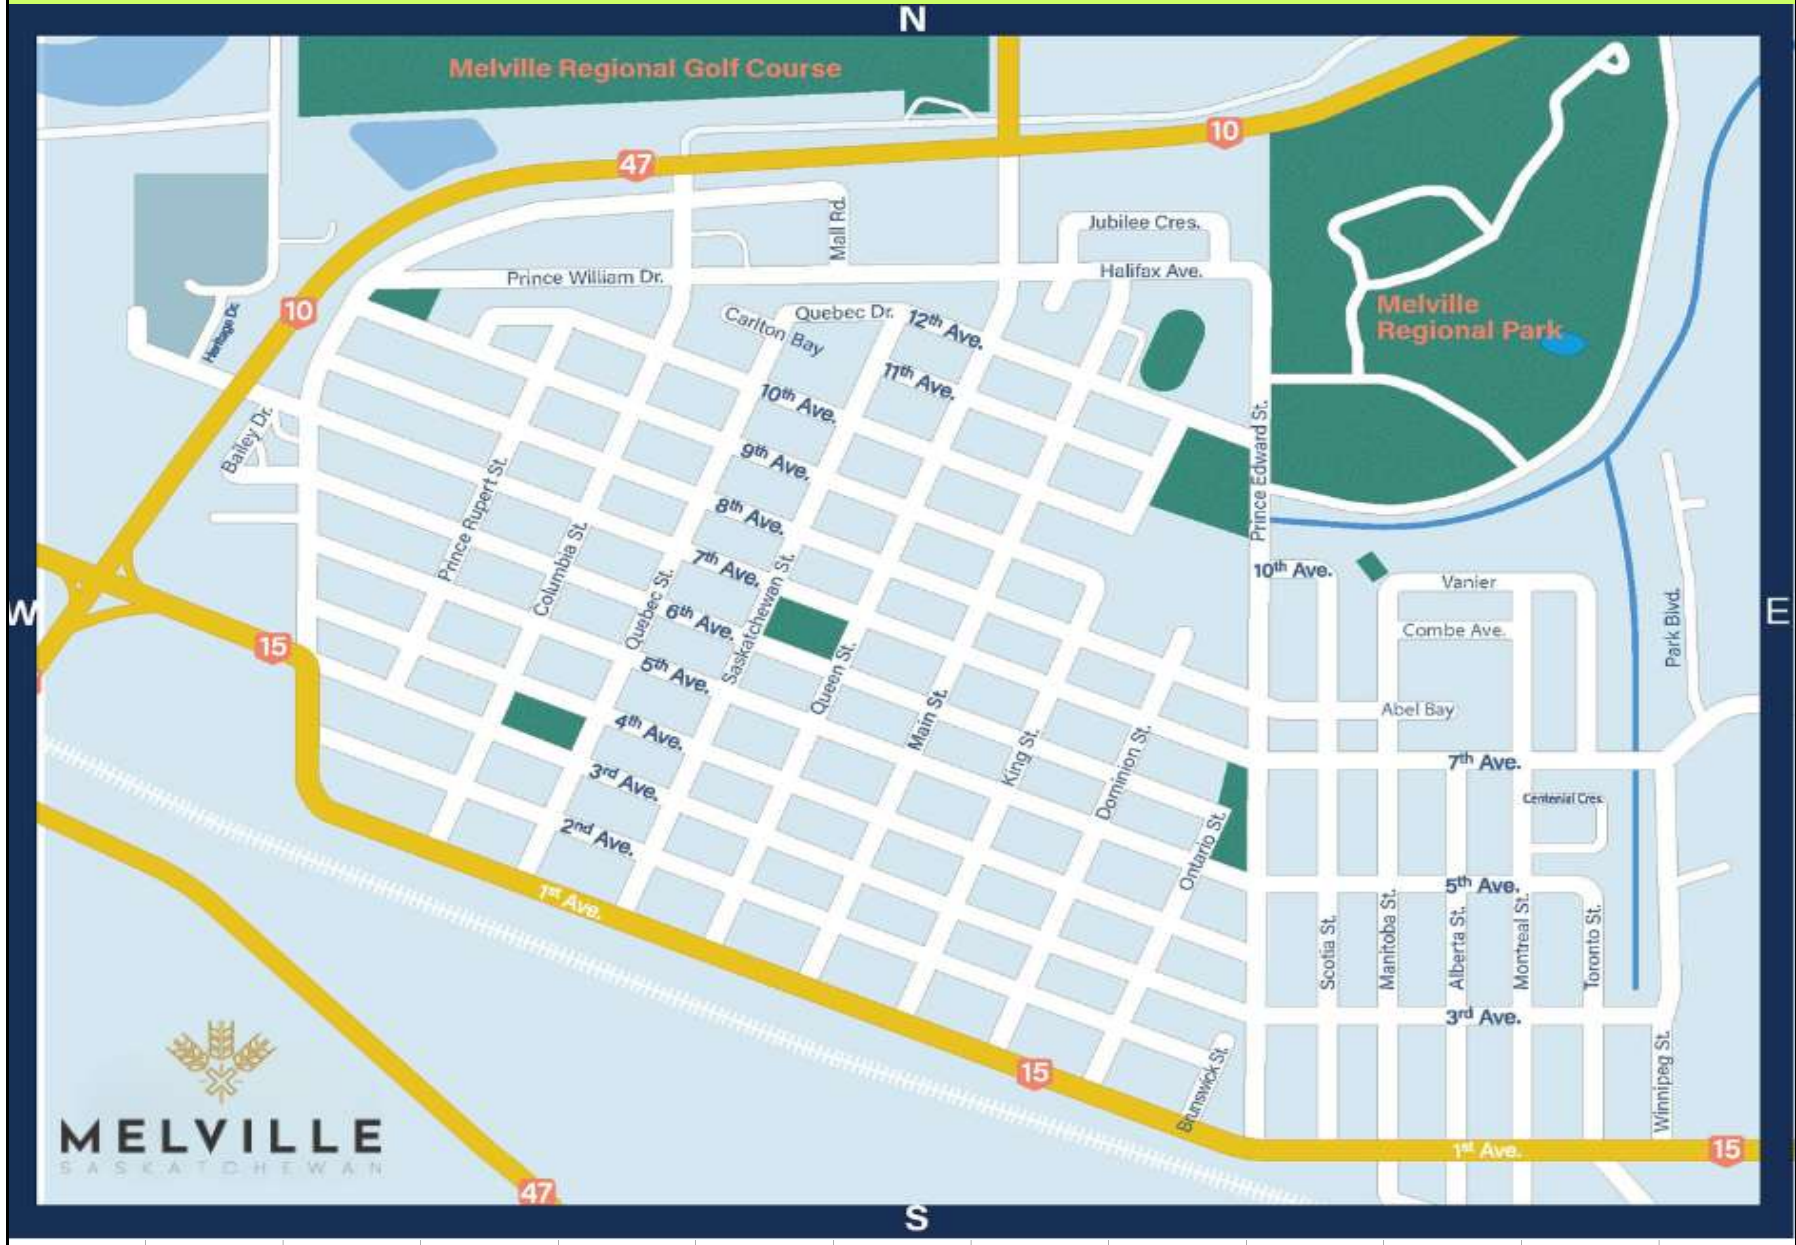 N
Melville Regional Golf Course
10
47
Mall Rd.
Jubilee Cres.
Prince William Dr.
Halifax Ave.
10
Heritage Dr.
Carlton Bay
Quebec Dr.
12th Ave.
Melville
Regional Park
11th Ave.
10th Ave.
Bailey Dr.
Prince Edward St.
9th Ave.
Prince Rupert St.
8th Ave.
Columbia St.
7th Ave.
Quebec St.
Saskatchewan St.
10th Ave.
Vanier
W
E
6th Ave.
Combe Ave.
Park Blvd.
15
5th Ave.
Queen St.
Main St.
Abel Bay
4th Ave.
King St.
Dominion St.
7th Ave.
3rd Ave.
Centenial Cres.
2nd Ave.
Ontario St.
1st Ave.
5th Ave.
Scotia St.
Manitoba St.
Alberta St.
Montreal St.
Toronto St.
3rd Ave.
15
Brunswick St.
Winnipeg St.
MELVILLE
SASKATCHEWAN
1st Ave.
15
47
S